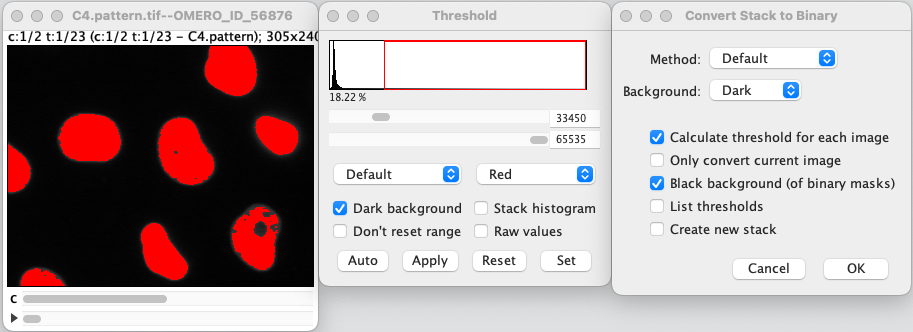 C4.pattern.tif--OMERO_ID_56876
c:1/2 t:1/23 (c:1/2 t:1/23 - C4.pattern); 305x240
c
Threshold
18.22 %
33450
65535
Default
Red
Dark background
Stack histogram
Don't reset range
Raw values
Auto
Apply
Reset
Set
Convert Stack to Binary
Method: Default
Background: Dark
Calculate threshold for each image
Only convert current image
Black background (of binary masks)
List thresholds
Create new stack
Cancel
OK